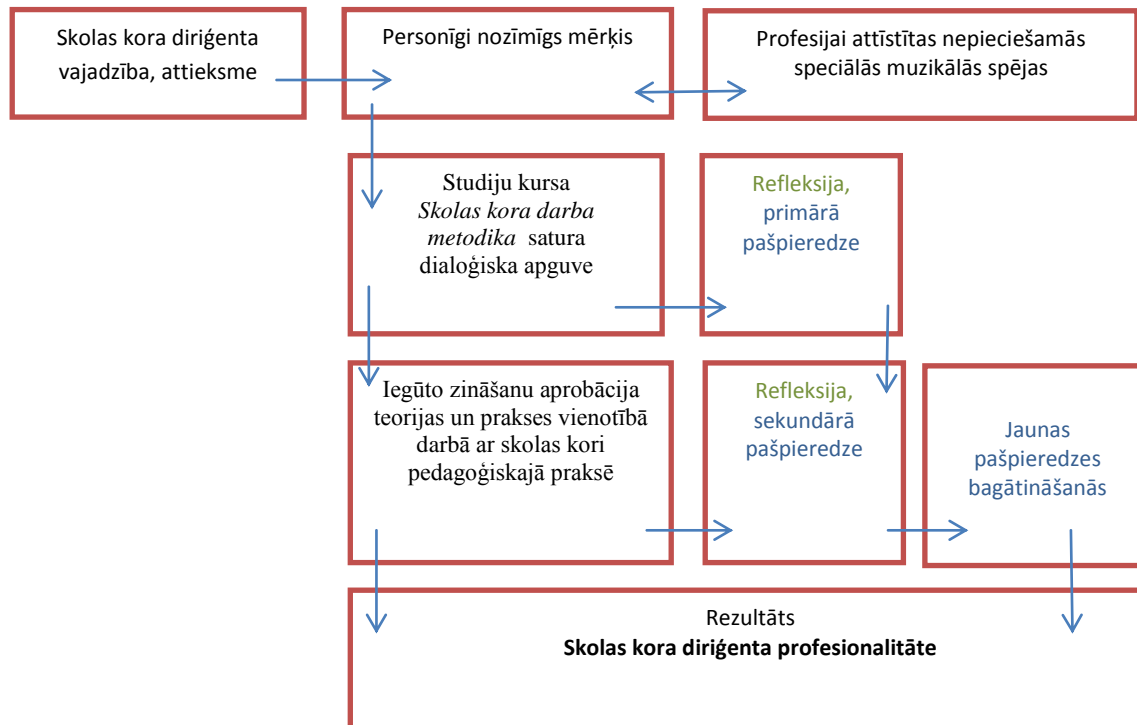 Skolas kora diriģenta
vajadzība, attieksme
Personīgi nozīmīgs mērķis
Profesijai attīstītas nepieciešamās
speciālās muzikālās spējas
Studiju kursa
Skolas kora darba
metodika satura
dialoģiska apguve
Refleksija,
primārā
pašpieredze
Iegūto zināšanu aprobācija
teorijas un prakses vienotībā
darbā ar skolas kori
pedagoģiskajā praksē
Refleksija,
sekundārā
pašpieredze
Jaunas
pašpieredzes
bagātināšanās
Rezultāts
Skolas kora diriģenta profesionalitāte